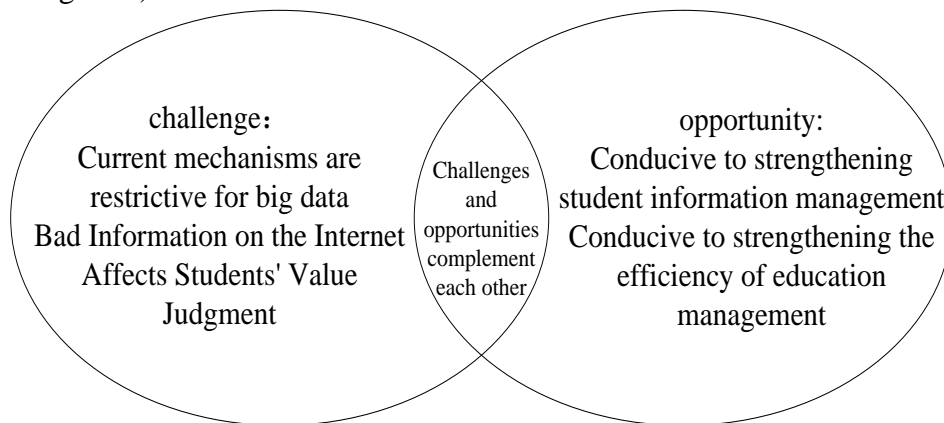 challenge：
Current mechanisms are
restrictive for big data
Bad Information on the Internet
Affects Students' Value
Judgment
Challenges
and
opportunities
complement
each other
opportunity:
Conducive to strengthening
student information management
Conducive to strengthening the
efficiency of education
management